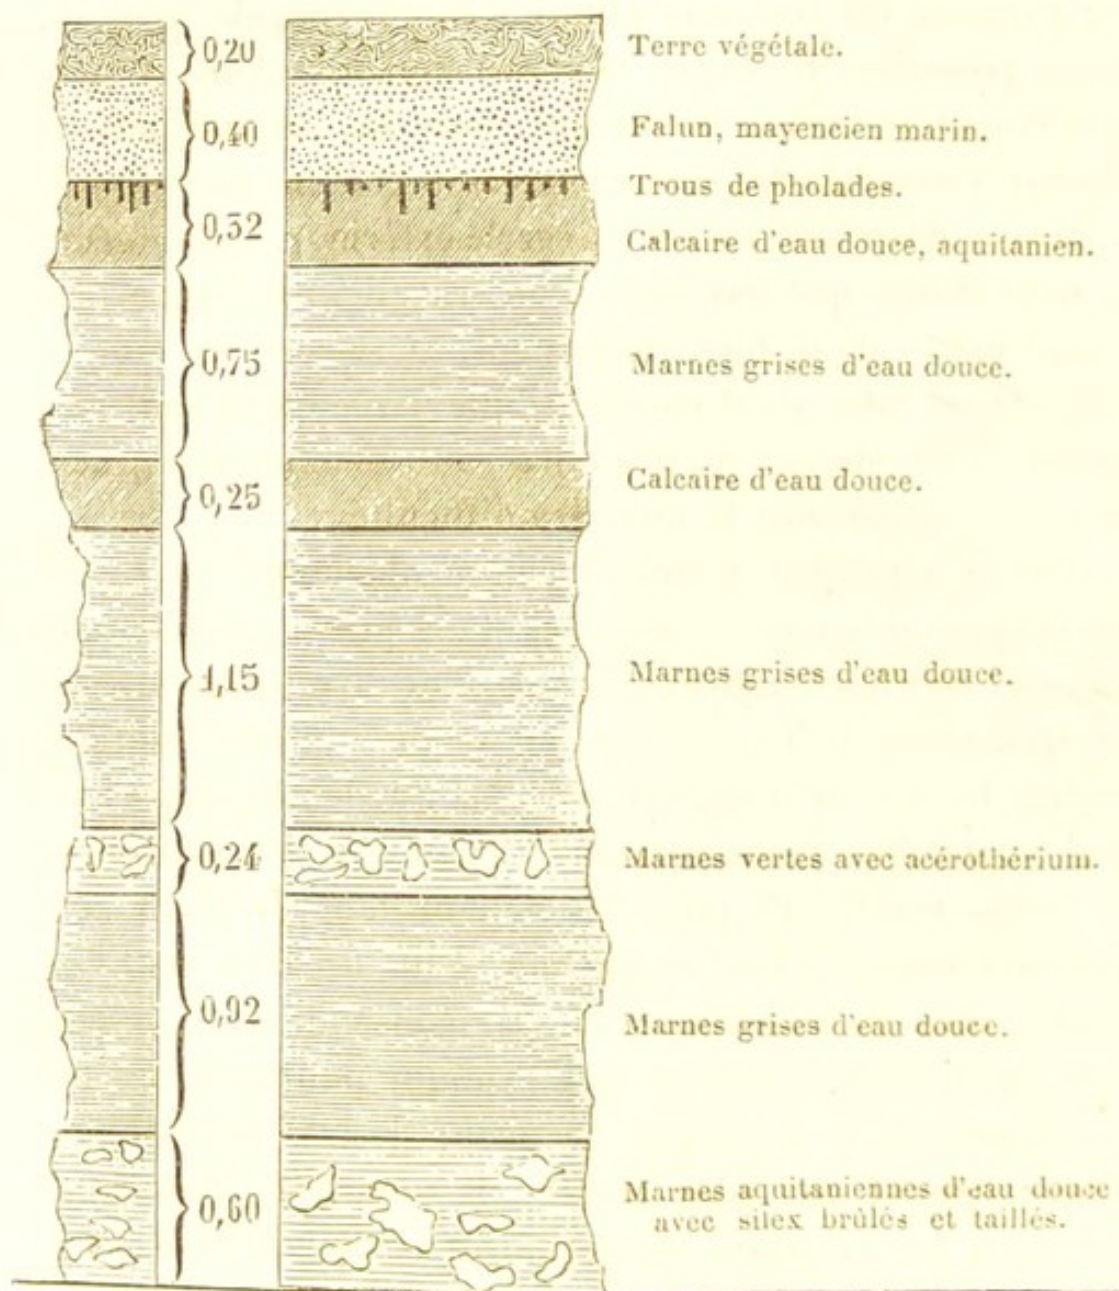 0,20 Terre végétale.
0,40 Falun, mayencien marin.
Trous de pholades.
0,32 Calcaire d'eau douce, aquitanien.
0,75 Marnes grises d'eau douce.
0,25 Calcaire d'eau douce.
1,15 Marnes grises d'eau douce.
0,24 Marnes vertes avec acérothérium.
0,92 Marnes grises d'eau douce.
0,60 Marnes aquitaniennes d'eau douce
avec silex brûlés et taillés.